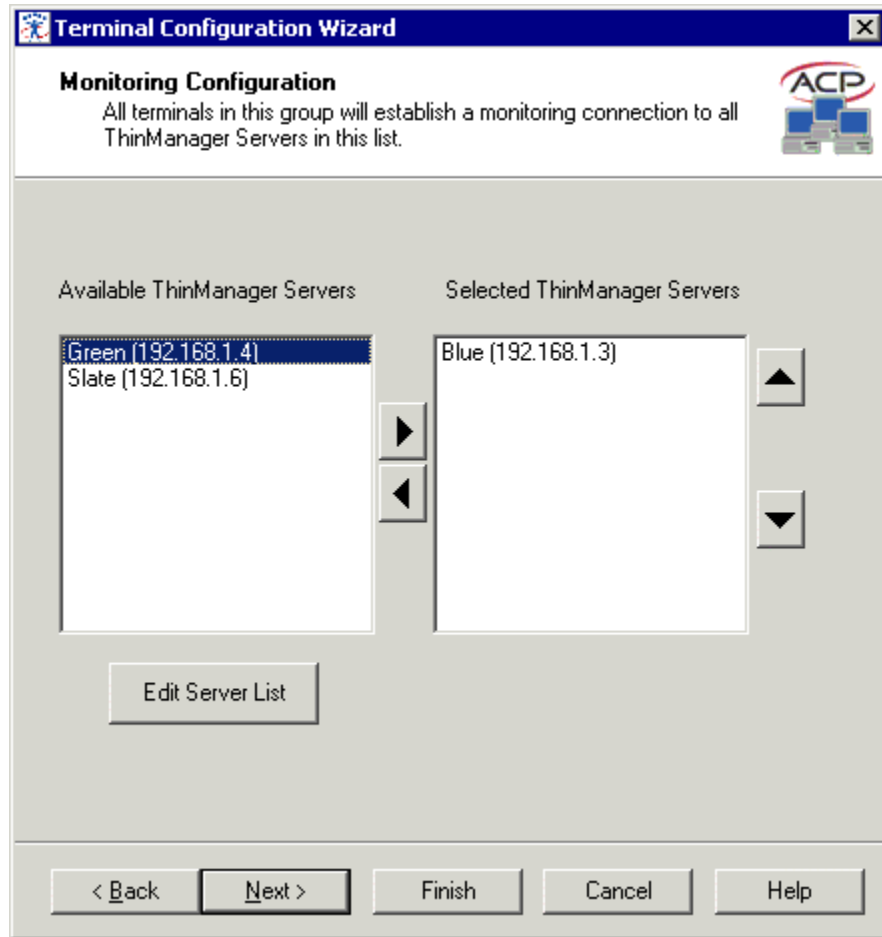 Terminal Configuration Wizard
Monitoring Configuration
All terminals in this group will establish a monitoring connection to all
ThinManager Servers in this list.
ACP
Available ThinManager Servers
Selected ThinManager Servers
Green (192.168.1.4)
Slate (192.168.1.6)
Blue (192.168.1.3)
Edit Server List
< Back
Next >
Finish
Cancel
Help